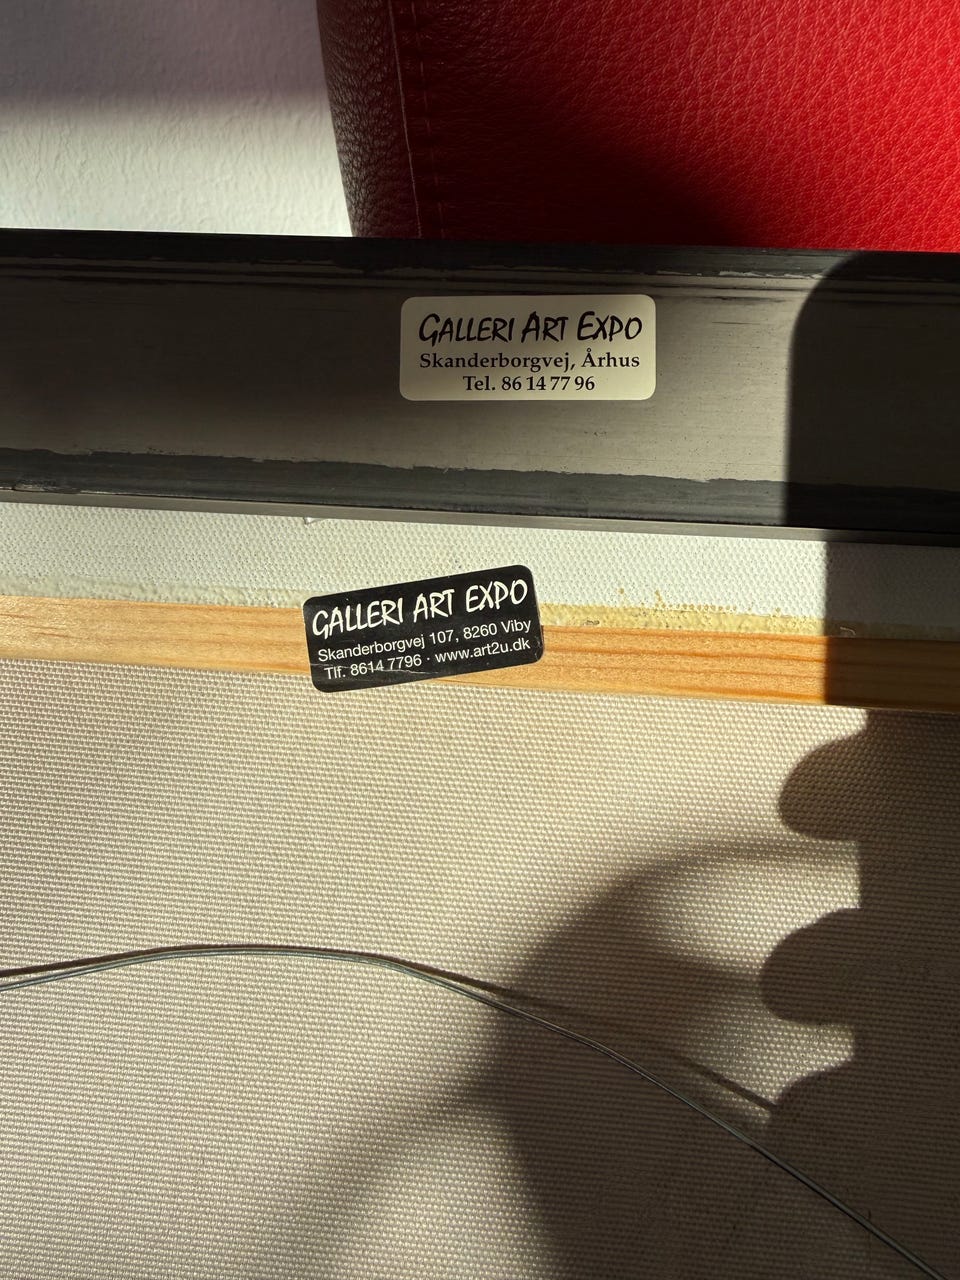 GALLERI ART EXPO
Skanderborgvej, Århus
Tel. 86 14 77 96
GALLERI ART EXPO
Skanderborgvej 107, 8260 Viby
Tlf. 8614 7796 · www.art2u.dk